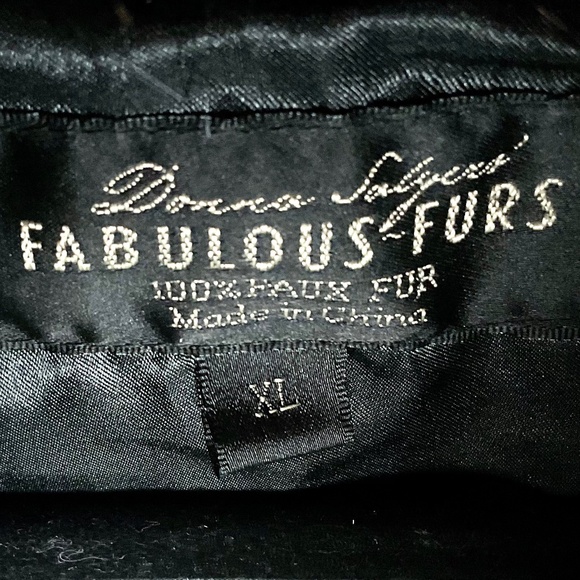 Donna Salyers'
FABULOUS-FURS
100% FAUX FUR
Made in China
XL